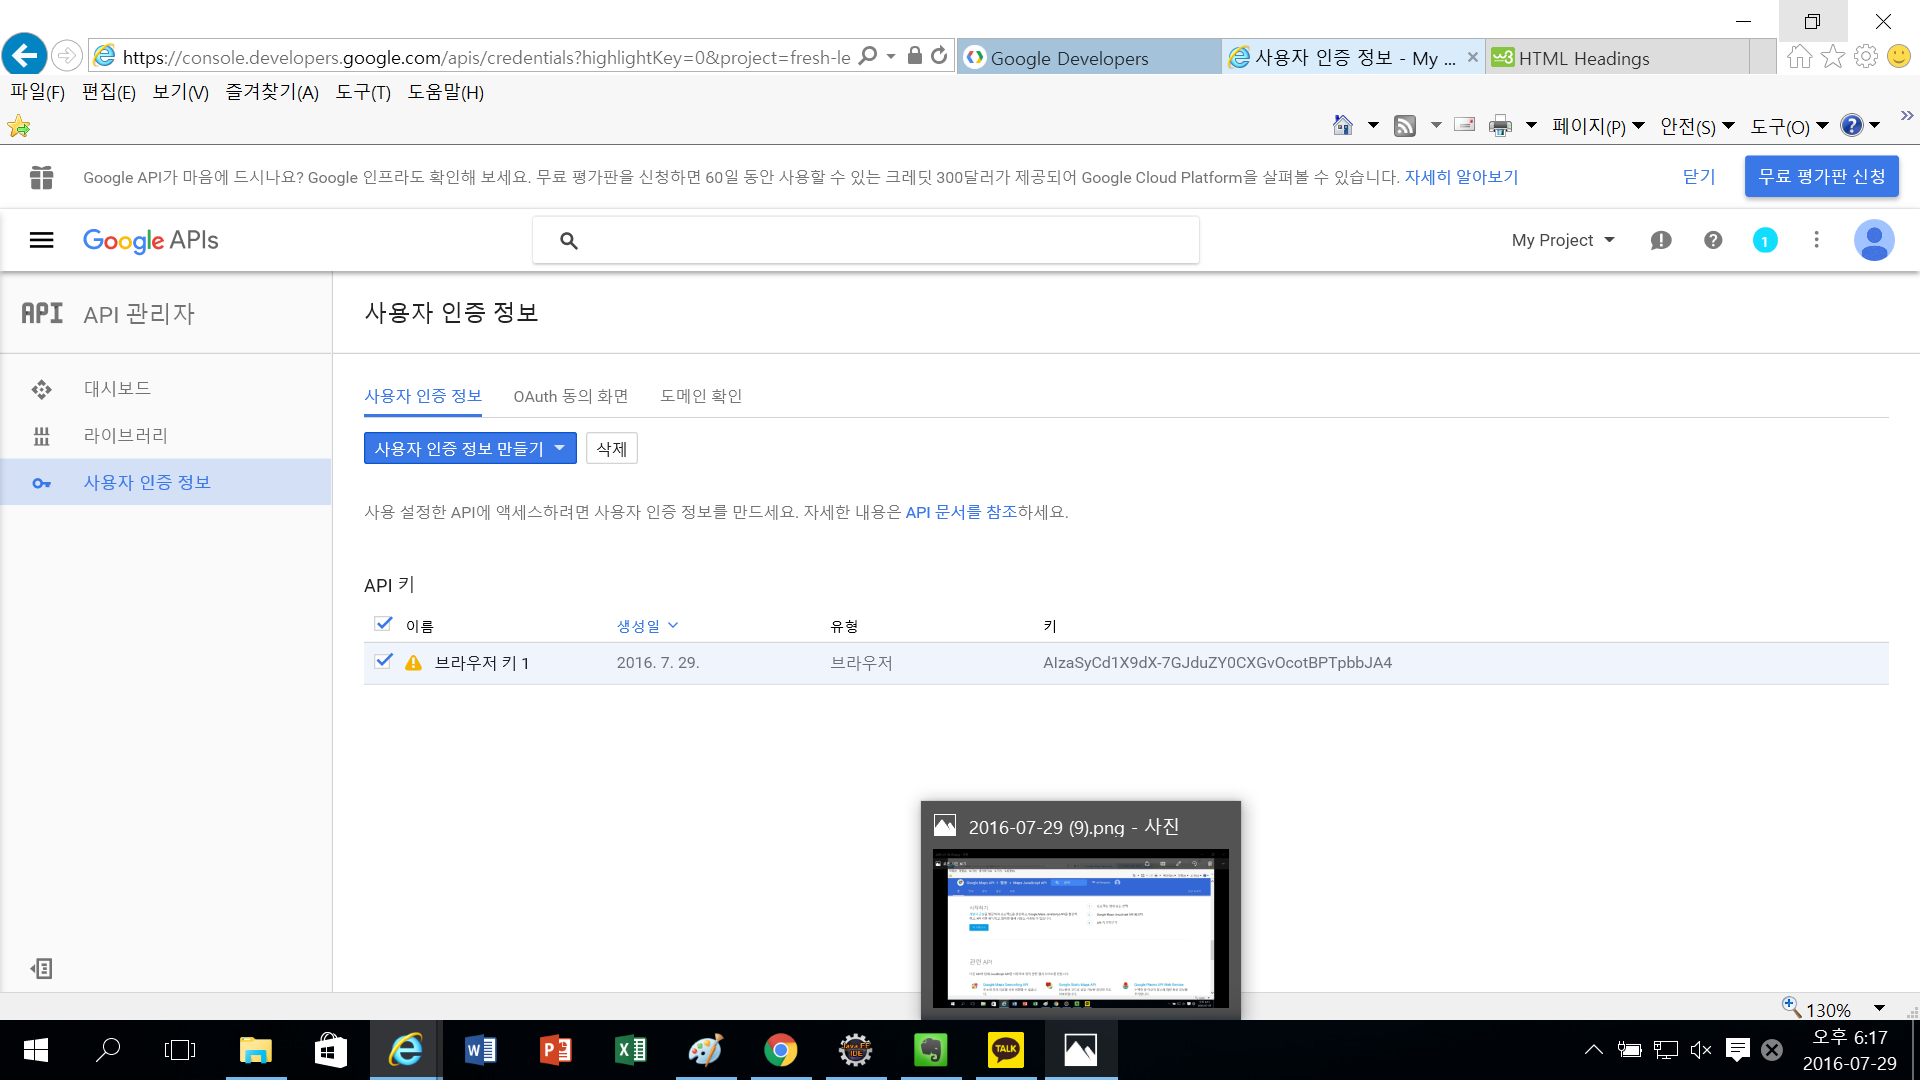 https://console.developers.google.com/apis/credentials?highlightKey=0&project=fresh-le
Google Developers
사용자 인증 정보 - My ...
HTML Headings
파일(F) 편집(E) 보기(V) 즐겨찾기(A) 도구(T) 도움말(H)
페이지(P) 안전(S) 도구(O)
Google API가 마음에 드시나요? Google 인프라도 확인해 보세요. 무료 평가판을 신청하면 60일 동안 사용할 수 있는 크레딧 300달러가 제공되어 Google Cloud Platform을 살펴볼 수 있습니다. 자세히 알아보기
닫기
무료 평가판 신청
Google APIs
My Project
1
API API 관리자
사용자 인증 정보
대시보드
라이브러리
사용자 인증 정보
사용자 인증 정보 OAuth 동의 화면 도메인 확인
사용자 인증 정보 만들기 삭제
사용 설정한 API에 액세스하려면 사용자 인증 정보를 만드세요. 자세한 내용은 API 문서를 참조하세요.
API 키
이름 생성일 유형 키
브라우저 키 1 2016. 7. 29. 브라우저 AIzaSyCd1X9dX-7GJduZY0CXGvOcotBPTpbbJA4
2016-07-29 (9).png - 사진
시작하기
관련 API
130%
TALK
오후 6:17
2016-07-29